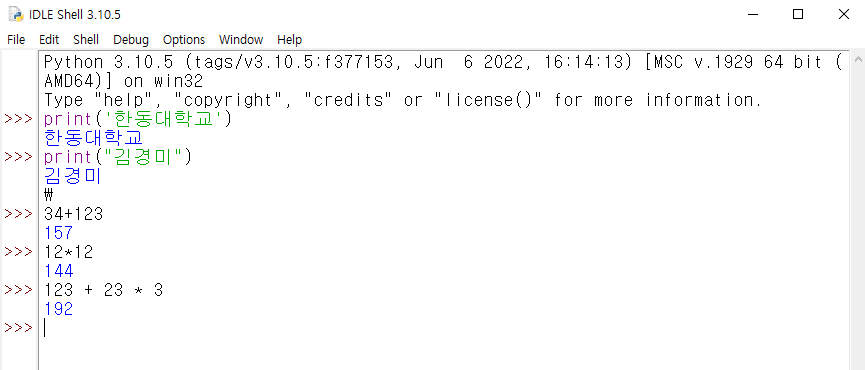 IDLE Shell 3.10.5
File Edit Shell Debug Options Window Help
Python 3.10.5 (tags/v3.10.5:f377153, Jun  6 2022, 16:14:13) [MSC v.1929 64 bit (
AMD64)] on win32
Type "help", "copyright", "credits" or "license()" for more information.
>>> print('한동대학교')
한동대학교
>>> print("김경미")
김경미
₩
>>> 34+123
157
>>> 12*12
144
>>> 123 + 23 * 3
192
>>>